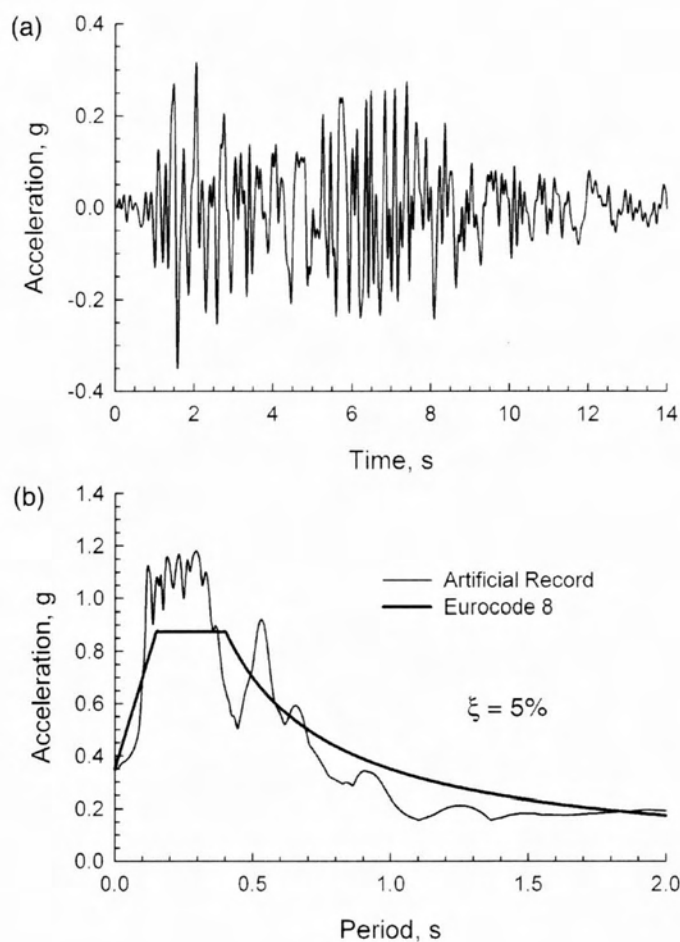 (a)
0.4
0.2
0.0
-0.2
-0.4
Acceleration, g
0 2 4 6 8 10 12 14
Time, s
(b)
1.4
1.2
1.0
0.8
0.6
0.4
0.2
0.0
Acceleration, g
Artificial Record
Eurocode 8
ξ = 5%
0.0 0.5 1.0 1.5 2.0
Period, s